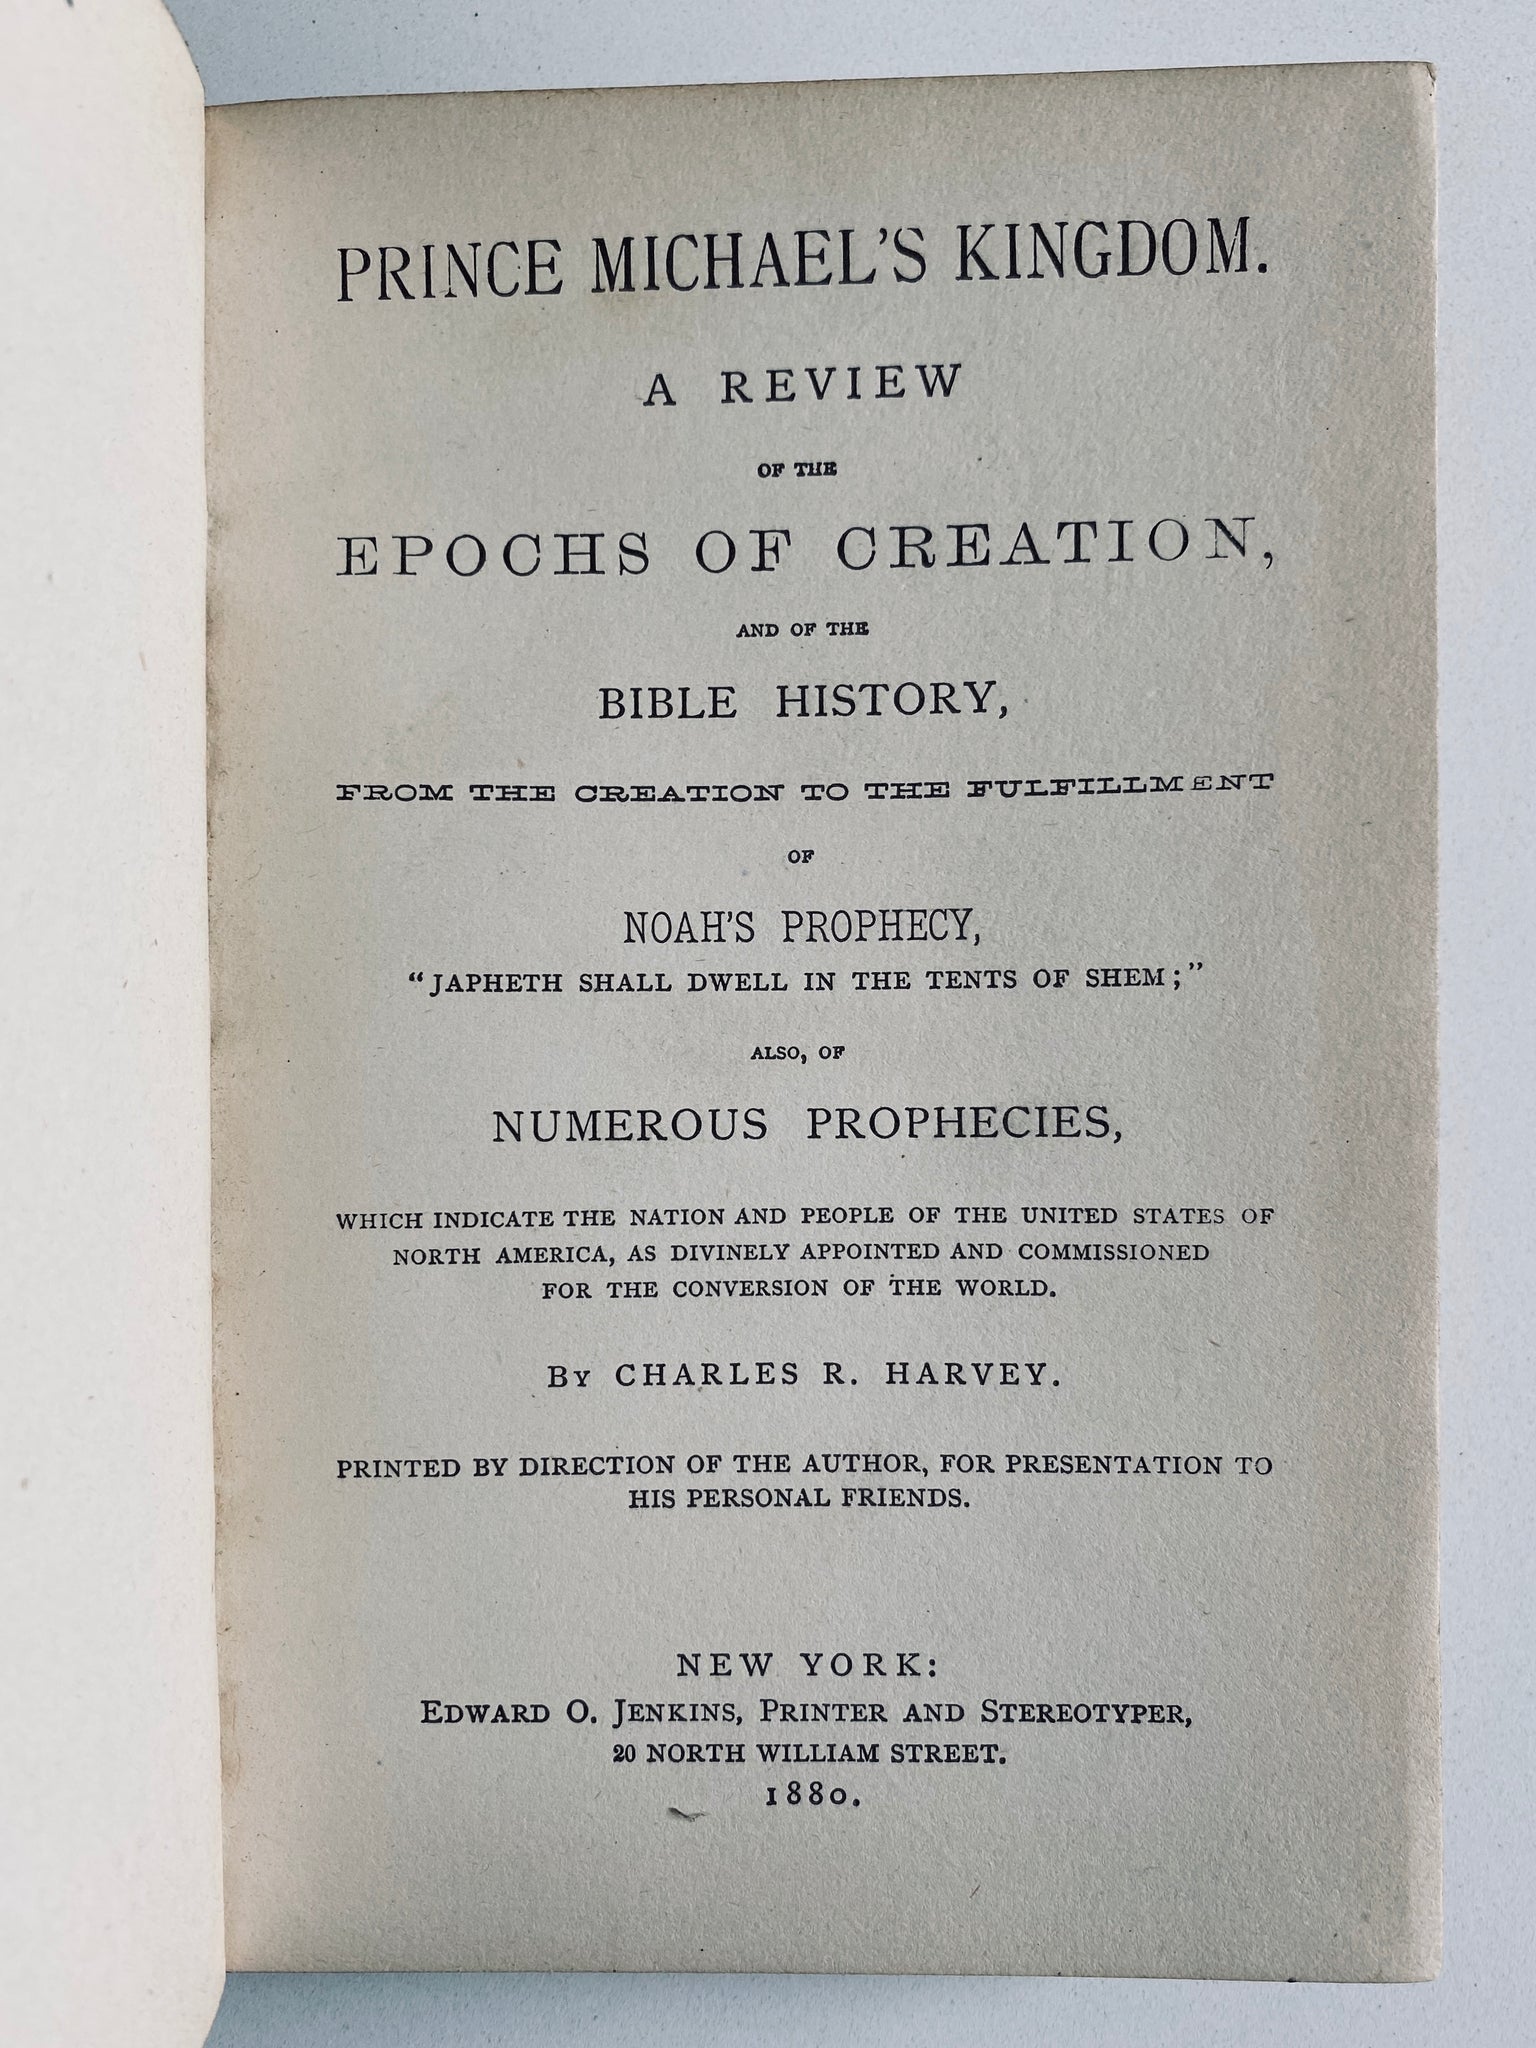 PRINCE MICHAEL'S KINGDOM.
A REVIEW
OF THE
EPOCHS OF CREATION,
AND OF THE
BIBLE HISTORY,
FROM THE CREATION TO THE FULFILLMENT
OF
NOAH'S PROPHECY,
“JAPHETH SHALL DWELL IN THE TENTS OF SHEM;”
ALSO, OF
NUMEROUS PROPHECIES,
WHICH INDICATE THE NATION AND PEOPLE OF THE UNITED STATES OF
NORTH AMERICA, AS DIVINELY APPOINTED AND COMMISSIONED
FOR THE CONVERSION OF THE WORLD.
BY CHARLES R. HARVEY.
PRINTED BY DIRECTION OF THE AUTHOR, FOR PRESENTATION TO
HIS PERSONAL FRIENDS.
NEW YORK:
EDWARD O. JENKINS, PRINTER AND STEREOTYPER,
20 NORTH WILLIAM STREET.
1880.